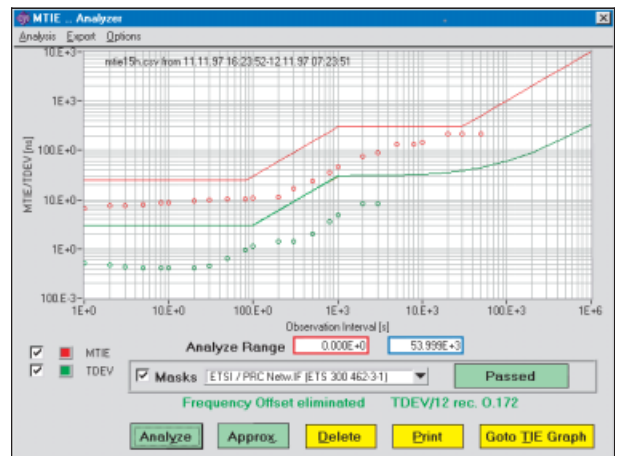 MTIE .. Analyzer
Analysis Export Options
10.E+3
mtie15h.csv from 11.11.97 16:23:52-12.11.97 07:23:51
1E+3
100.E+0
10.E+0
1E+0
100.E-3
MTIE/TDEV [ns]
1E+0 10.E+0 100.E+0 1E+3 10.E+3 100.E+3 1E+6
Observation Interval [s]
Analyze Range 0.000E+0 53.999E+3
MTIE
TDEV
Masks ETSI / PRC Netw.IF (ETS 300 462-3-1) Passed
Frequency Offset eliminated TDEV/12 rec. 0.172
Analyze Approx. Delete Print Goto TIE Graph